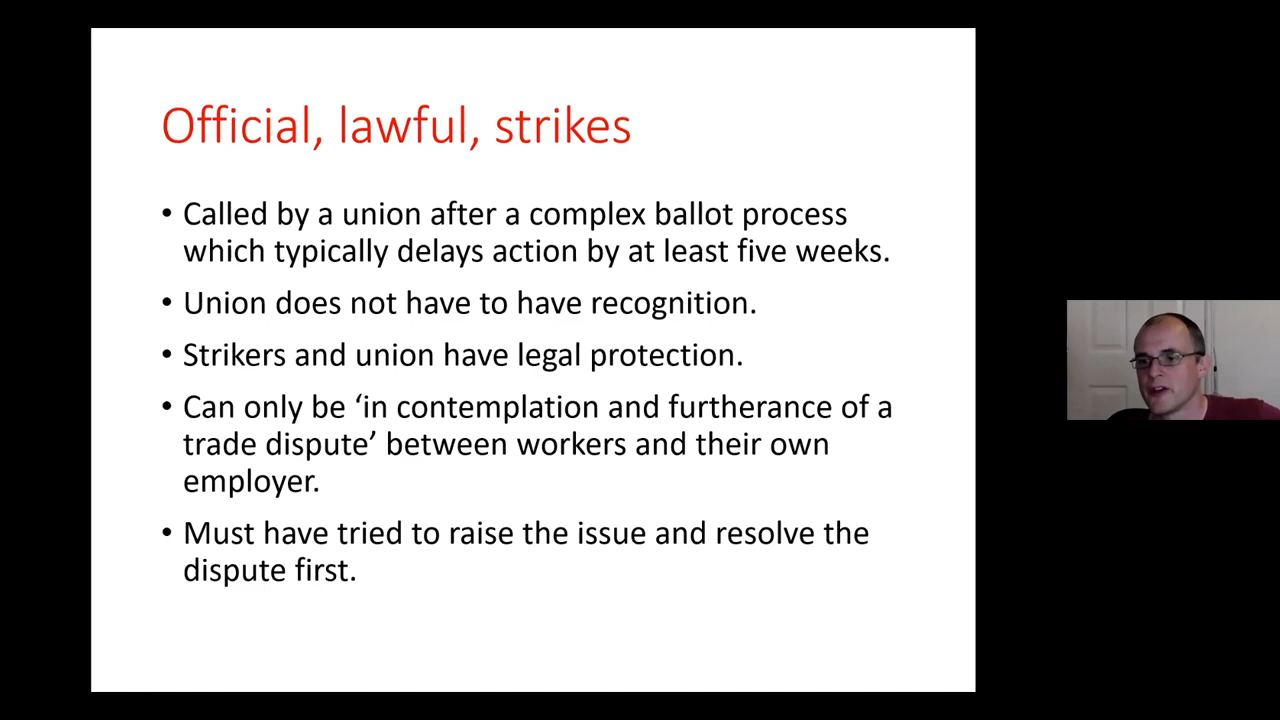 Official, lawful, strikes
• Called by a union after a complex ballot process
which typically delays action by at least five weeks.
• Union does not have to have recognition.
• Strikers and union have legal protection.
• Can only be ‘in contemplation and furtherance of a
trade dispute’ between workers and their own
employer.
• Must have tried to raise the issue and resolve the
dispute first.